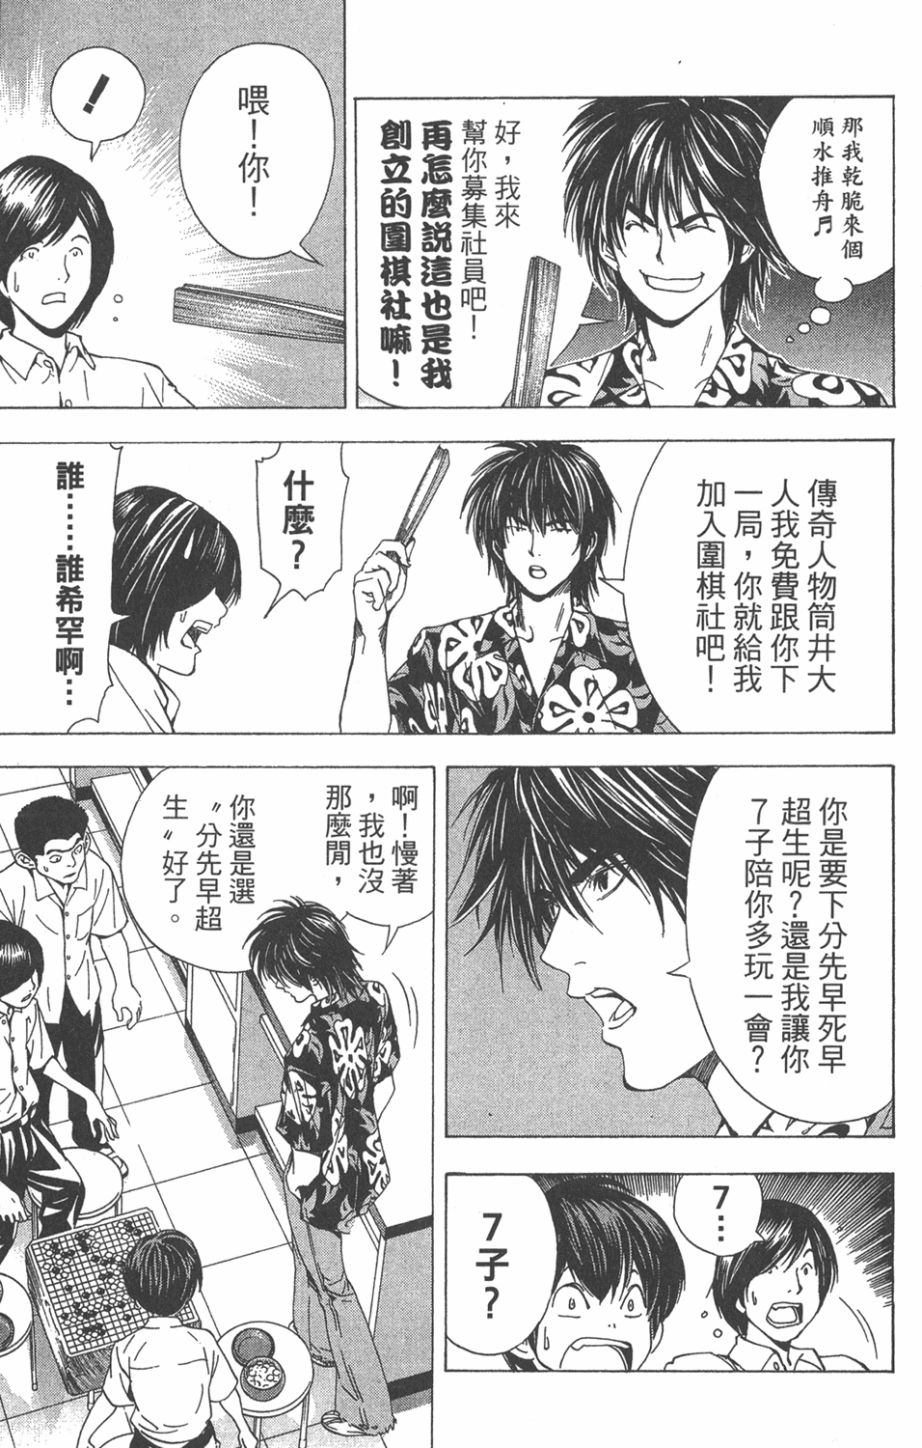 那我乾脆來個
順水推舟♬
好，我來
幫你募集社員吧！
再怎麼說這也是我
創立的圍棋社嘛！
喂！你！
！
傳奇人物筒井大
人我免費跟你下
一局，你就給我
加入圍棋社吧！
什麼？
誰……誰希罕啊…
你是要下分先早死早
超生呢？還是我讓你
7子陪你多玩一會？
7…
7子？
啊！慢著
，我也沒
那麼閒，
你還是選
〝分先早超
生〞好了。